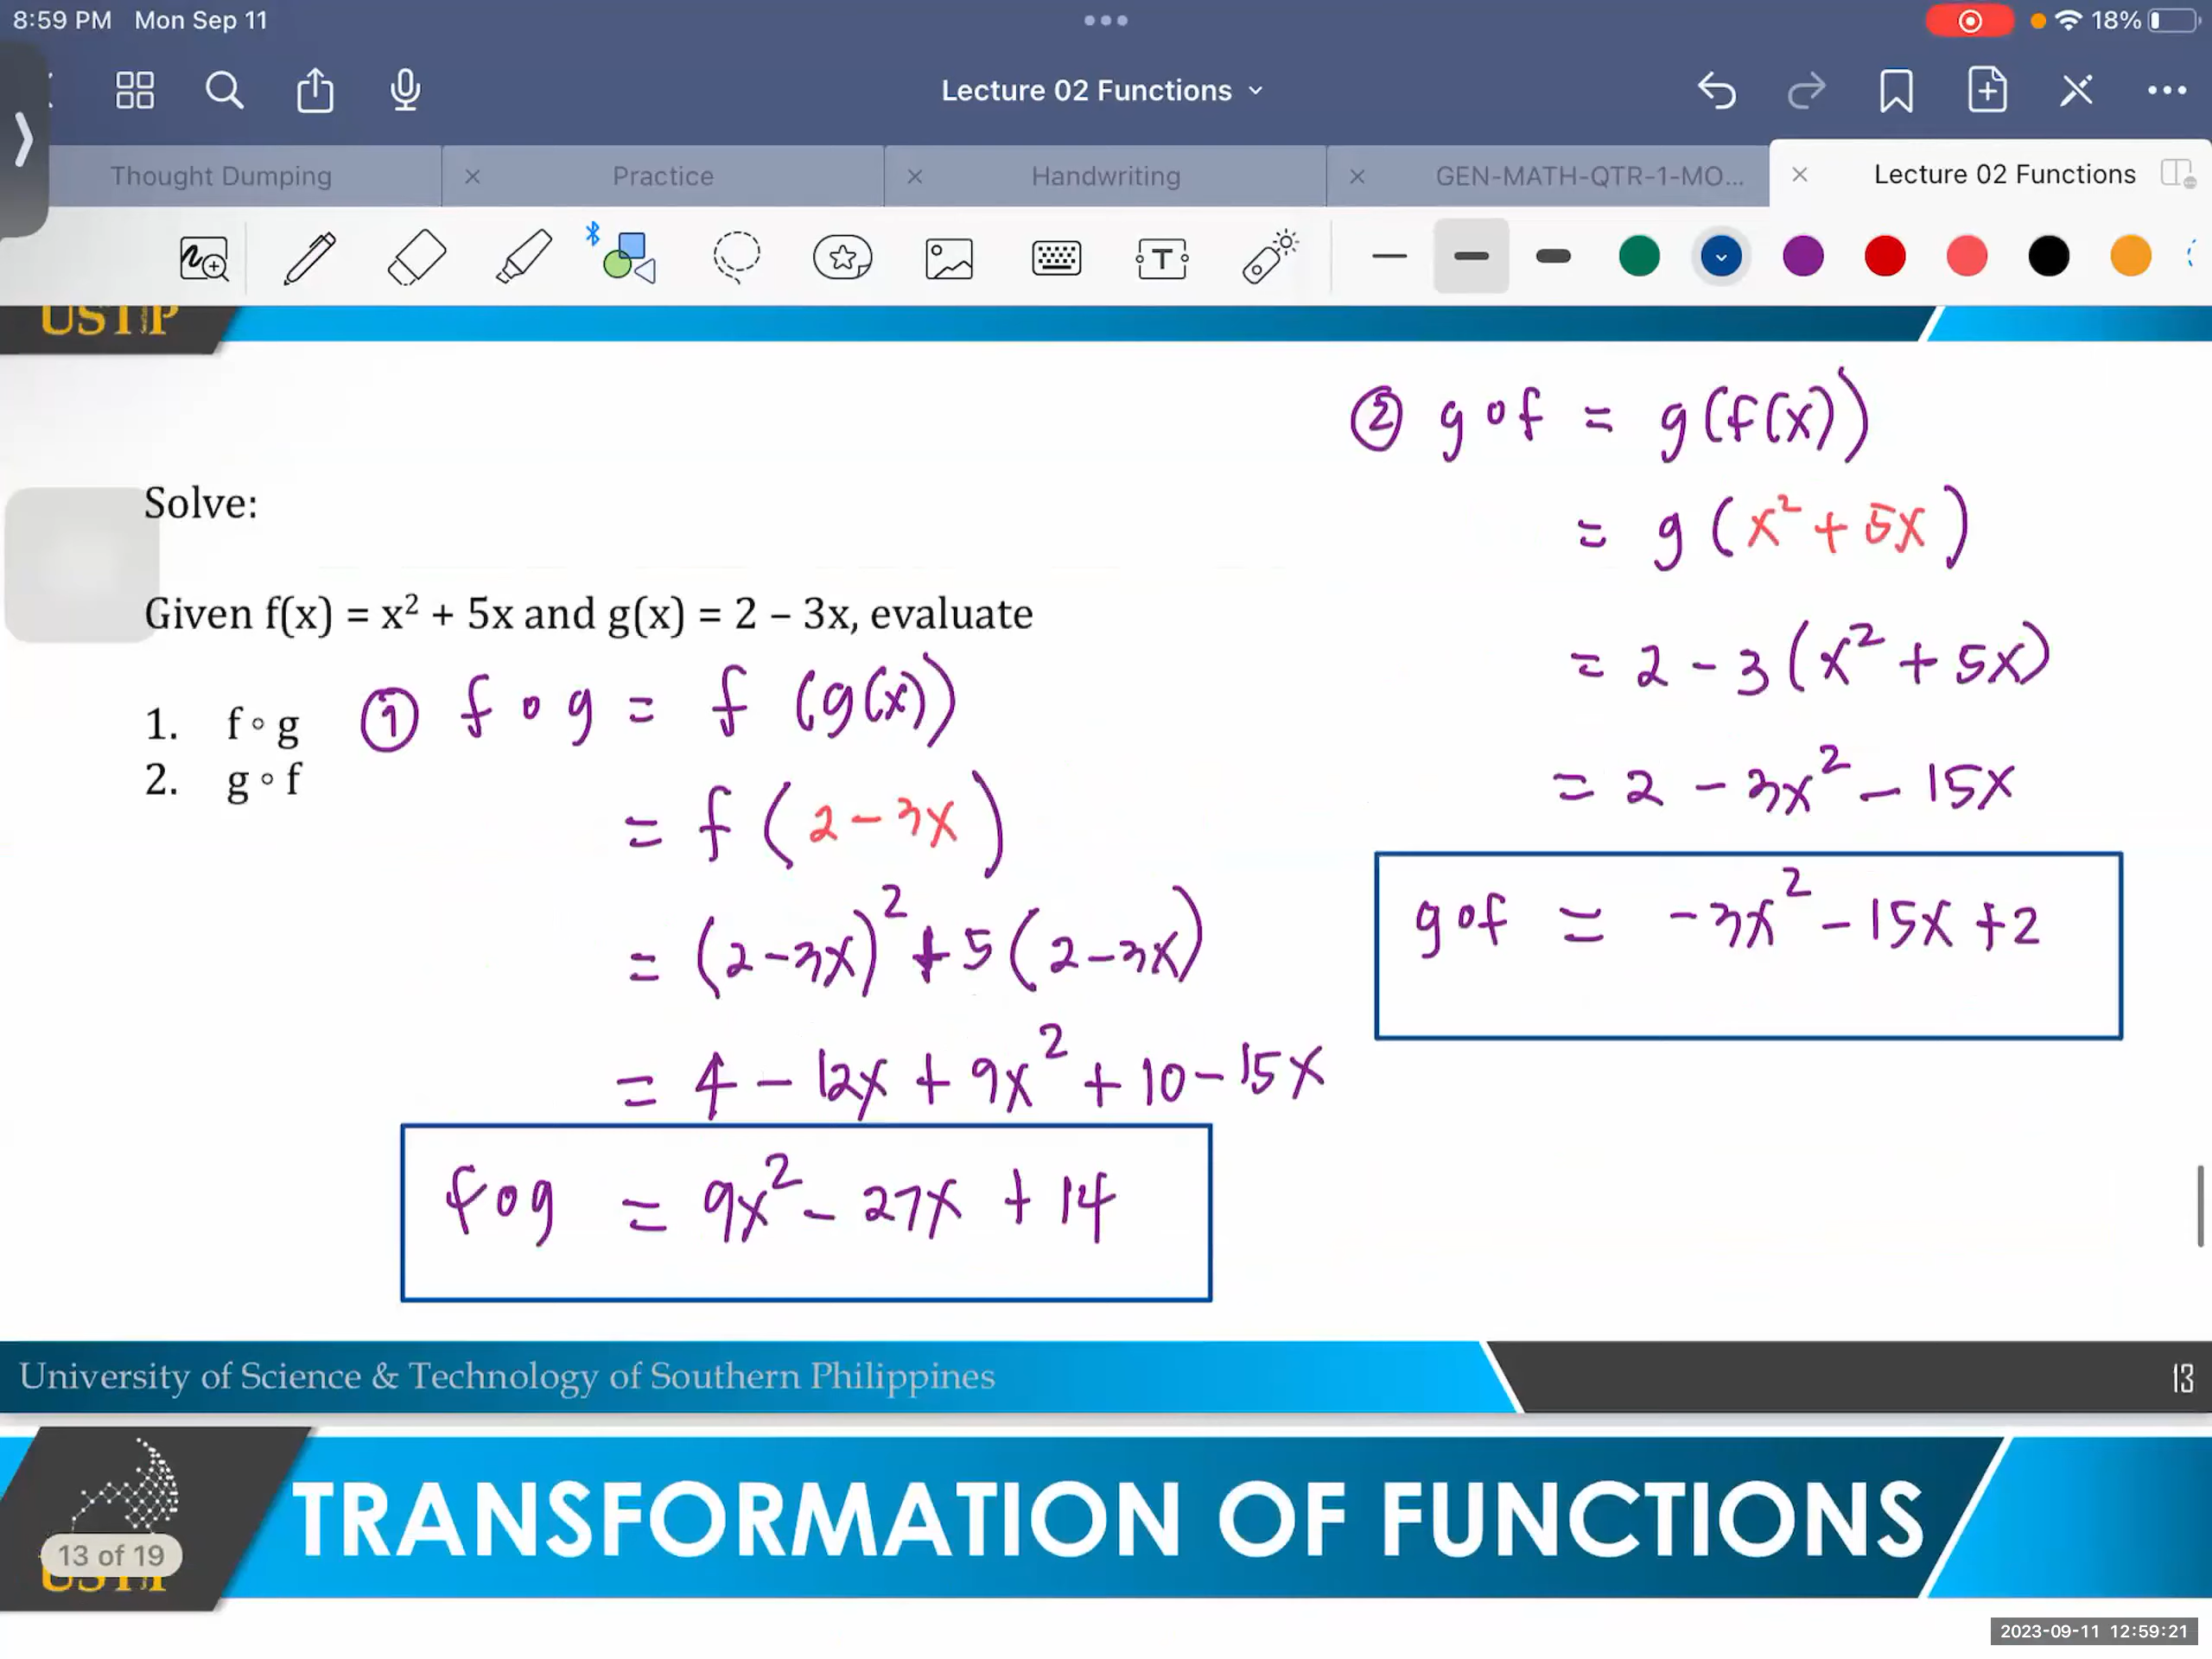 8:59 PM Mon Sep 11
18%
Lecture 02 Functions
Thought Dumping
Practice
Handwriting
GEN-MATH-QTR-1-MO...
Lecture 02 Functions
T
USTP
Solve:
Given f(x) = x² + 5x and g(x) = 2 – 3x, evaluate
1. f ∘ g
2. g ∘ f
① f ∘ g = f (g(x))
= f (2 − 3x)
= (2−3x)² + 5(2−3x)
= 4 − 12x + 9x² + 10 − 15x
f∘g = 9x² − 27x + 14
② g ∘ f = g(f(x))
= g (x² + 5x)
= 2 − 3(x² + 5x)
= 2 − 3x² − 15x
g∘f = −3x² − 15x + 2
University of Science & Technology of Southern Philippines
13
TRANSFORMATION OF FUNCTIONS
13 of 19
USTP
2023-09-11 12:59:21